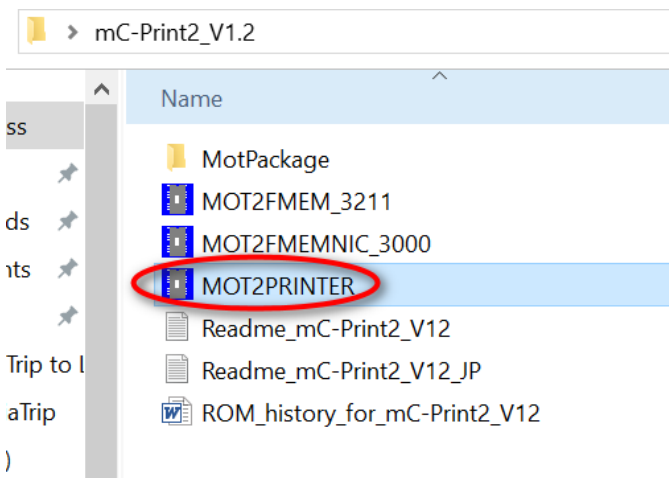 mC-Print2_V1.2
Name
ss
MotPackage
MOT2FMEM_3211
ds
MOT2FMEMNIC_3000
nts
MOT2PRINTER
Readme_mC-Print2_V12
Trip to L
Readme_mC-Print2_V12_JP
aTrip
ROM_history_for_mC-Print2_V12
)